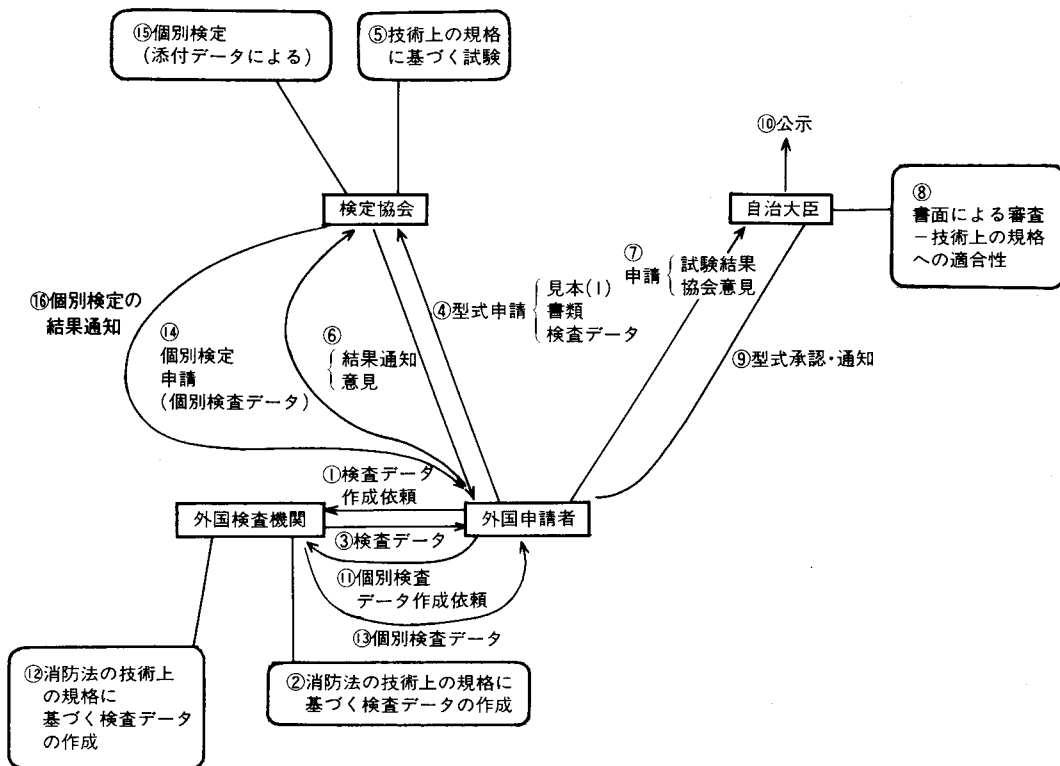 ⑮個別検定
(添付データによる)
⑤技術上の規格
に基づく試験
⑩公示
検定協会
自治大臣
⑧
書面による審査
－技術上の規格
への適合性
⑦
申請
試験結果
協会意見
④型式申請
見本(1)
書類
検査データ
⑯個別検定の
結果通知
⑭
個別検定
申請
(個別検査データ)
⑥
結果通知
意見
⑨型式承認・通知
①検査データ
作成依頼
外国検査機関
外国申請者
③検査データ
⑪個別検査
データ作成依頼
⑬個別検査データ
⑫消防法の技術上
の規格に
基づく検査データ
の作成
②消防法の技術上の規格に
基づく検査データの作成